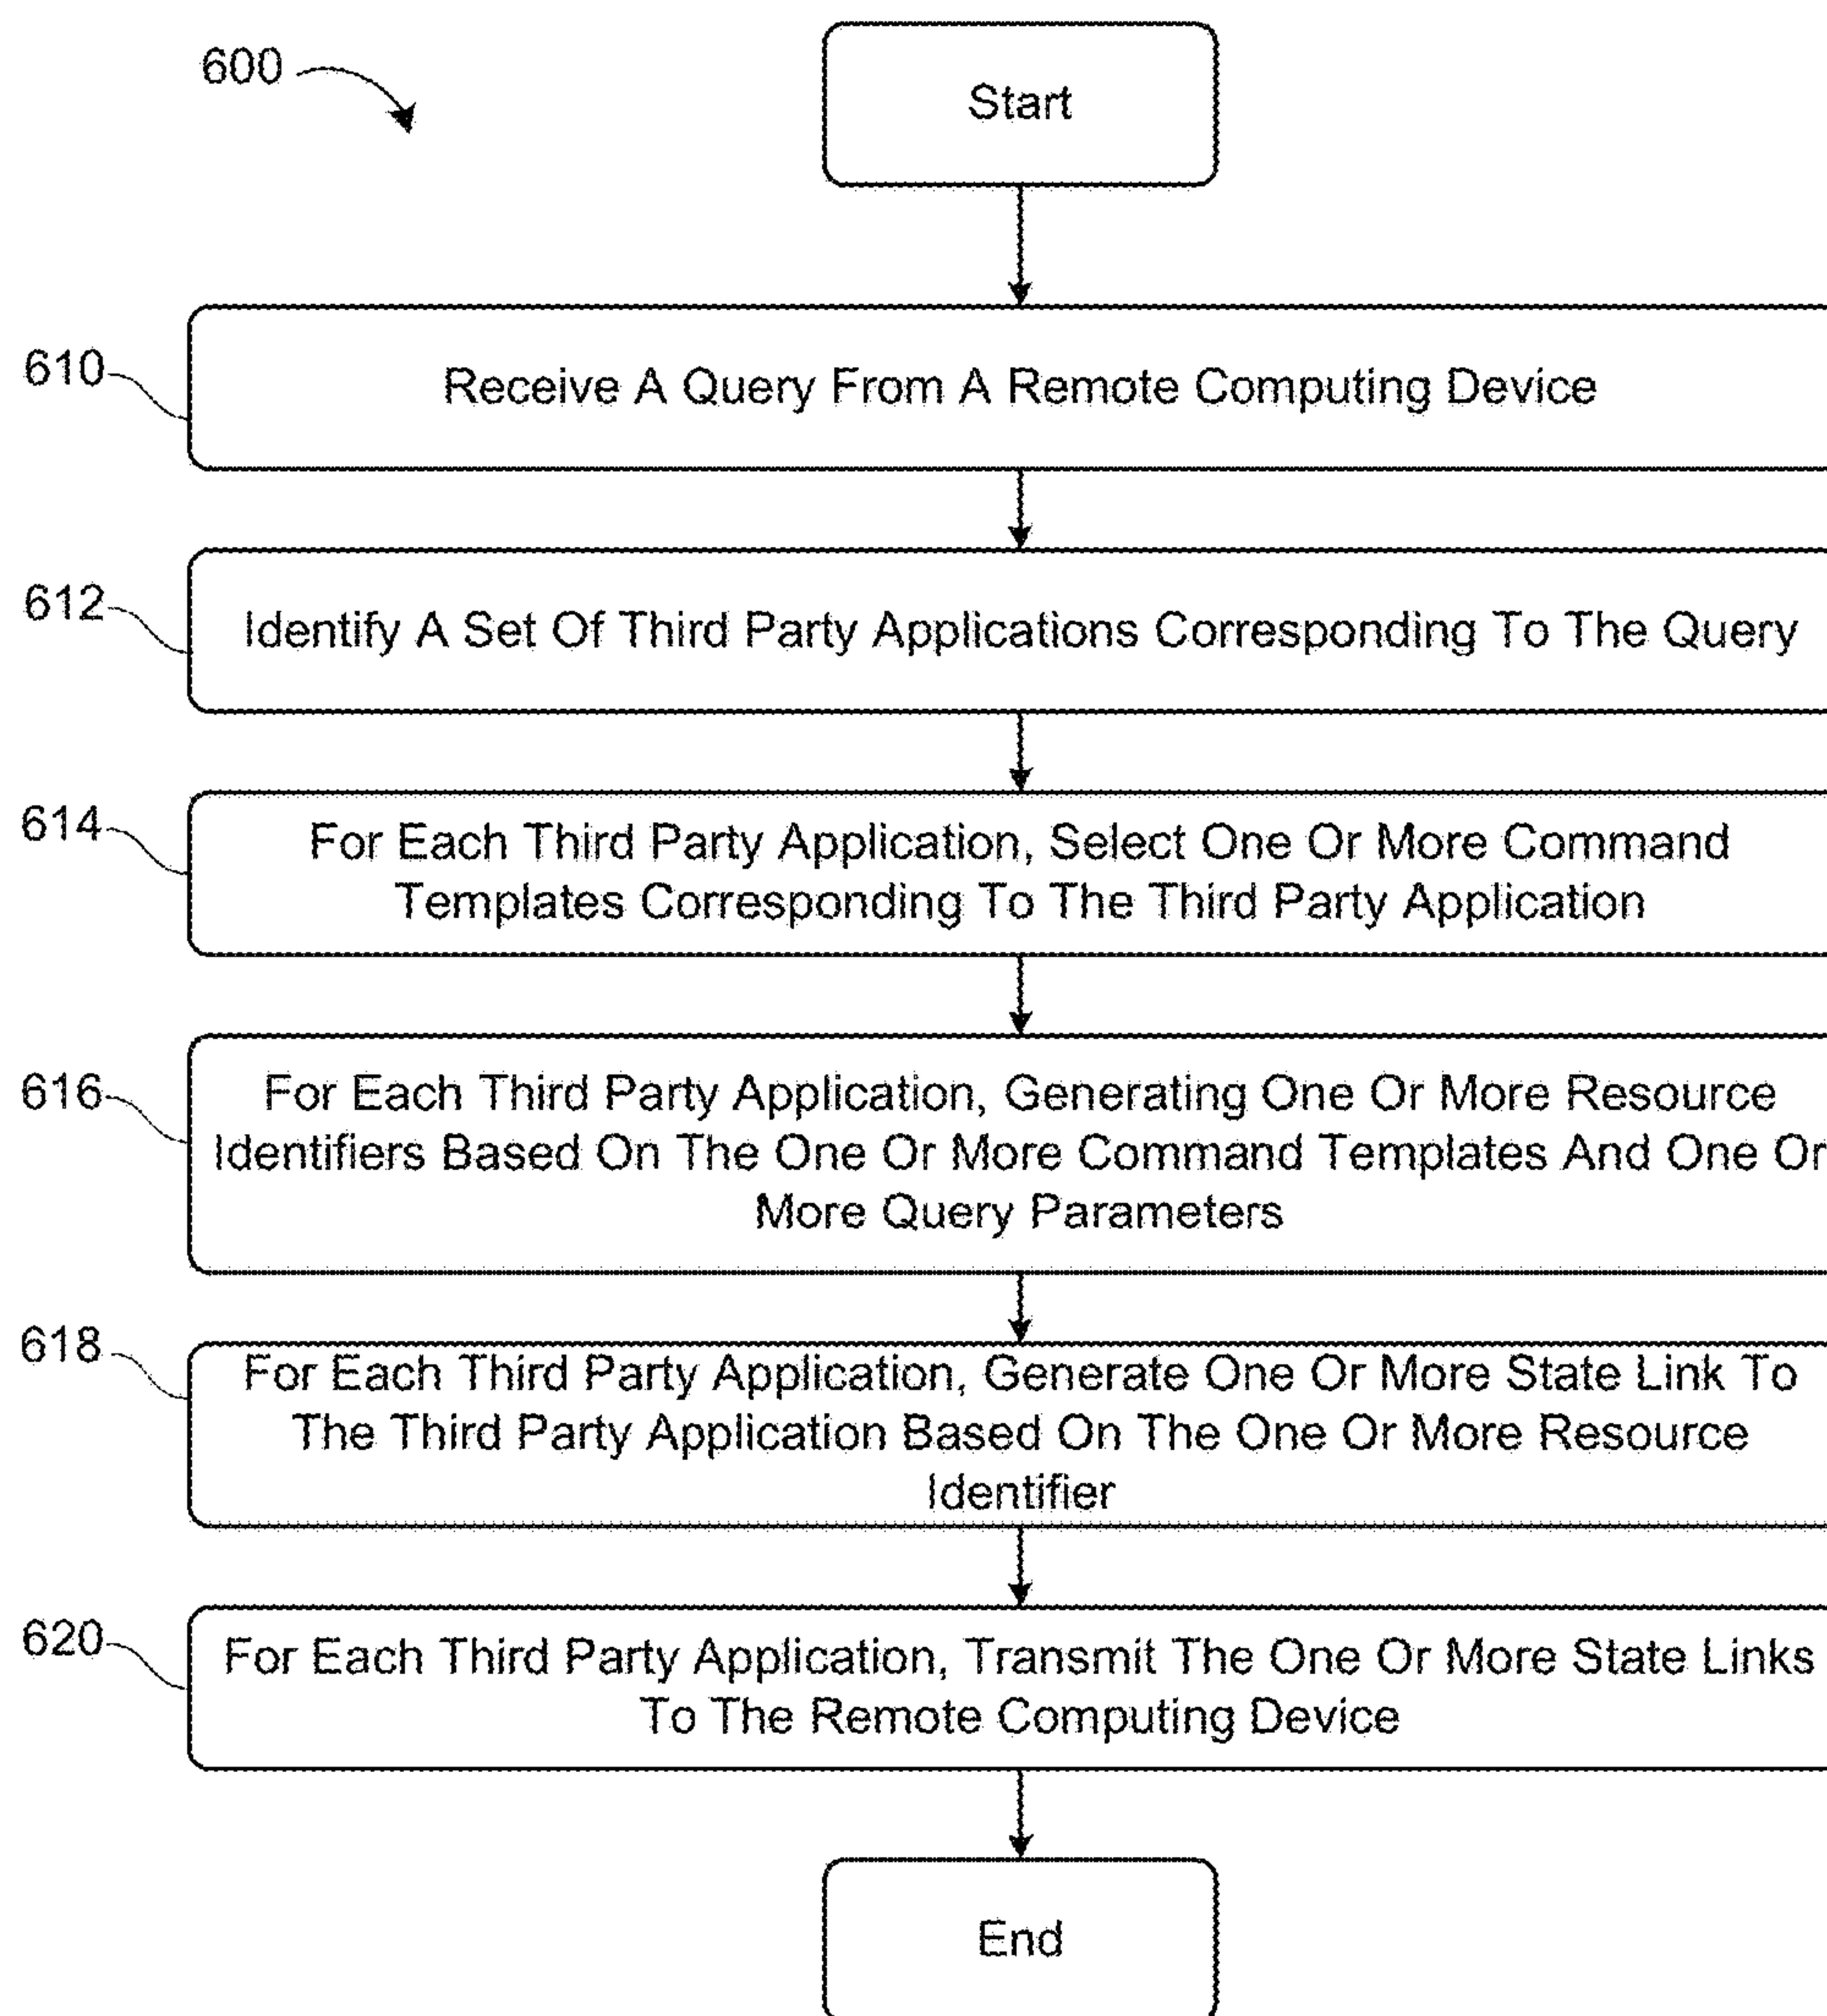 600
Start
610
Receive A Query From A Remote Computing Device
612
Identify A Set Of Third Party Applications Corresponding To The Query
614
For Each Third Party Application, Select One Or More Command
Templates Corresponding To The Third Party Application
616
For Each Third Party Application, Generating One Or More Resource
Identifiers Based On The One Or More Command Templates And One Or
More Query Parameters
618
For Each Third Party Application, Generate One Or More State Link To
The Third Party Application Based On The One Or More Resource
Identifier
620
For Each Third Party Application, Transmit The One Or More State Links
To The Remote Computing Device
End